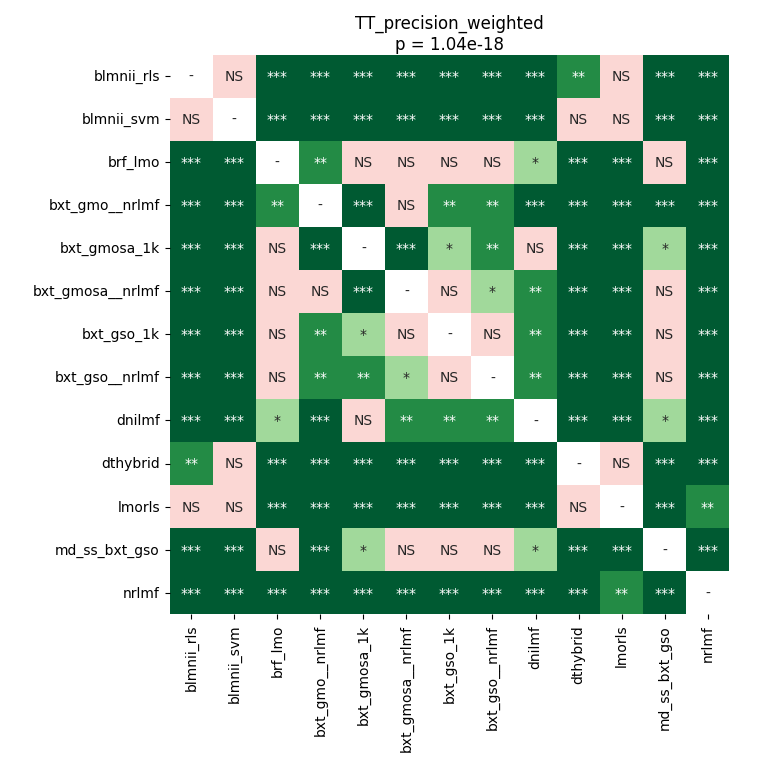 TT_precision_weighted
p = 1.04e-18
blmnii_rls - NS *** *** *** *** *** *** *** ** NS *** ***
blmnii_svm NS - *** *** *** *** *** *** *** NS NS *** ***
brf_lmo *** *** - ** NS NS NS NS * *** *** NS ***
bxt_gmo__nrlmf *** *** ** - *** NS ** ** *** *** *** *** ***
bxt_gmosa_1k *** *** NS *** - *** * ** NS *** *** * ***
bxt_gmosa__nrlmf *** *** NS NS *** - NS * ** *** *** NS ***
bxt_gso_1k *** *** NS ** * NS - NS ** *** *** NS ***
bxt_gso__nrlmf *** *** NS ** ** * NS - ** *** *** NS ***
dnilmf *** *** * *** NS ** ** ** - *** *** * ***
dthybrid ** NS *** *** *** *** *** *** *** - NS *** ***
lmorls NS NS *** *** *** *** *** *** *** NS - *** **
md_ss_bxt_gso *** *** NS *** * NS NS NS * *** *** - ***
nrlmf *** *** *** *** *** *** *** *** *** *** ** *** -
blmnii_rls
blmnii_svm
brf_lmo
bxt_gmo__nrlmf
bxt_gmosa_1k
bxt_gmosa__nrlmf
bxt_gso_1k
bxt_gso__nrlmf
dnilmf
dthybrid
lmorls
md_ss_bxt_gso
nrlmf